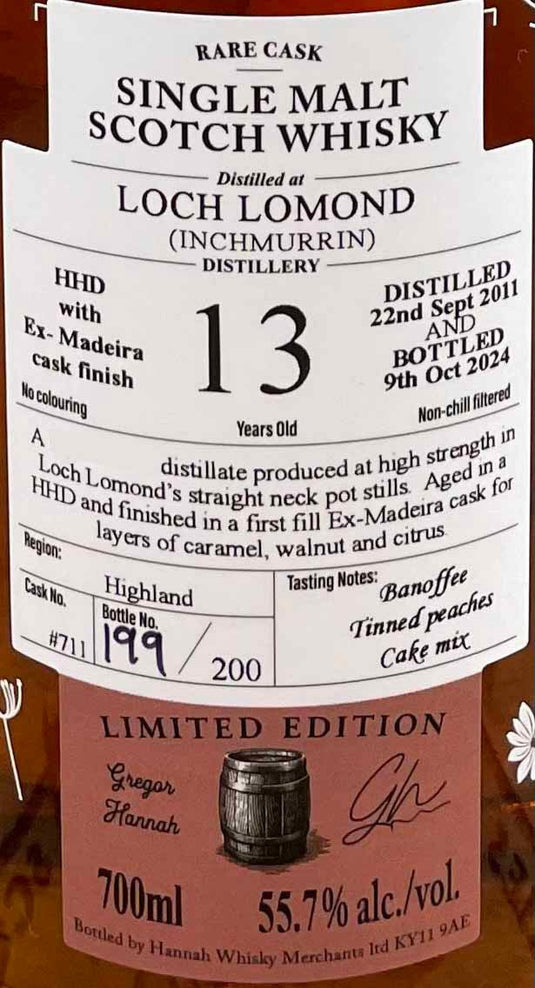 RARE CASK
SINGLE MALT
SCOTCH WHISKY
Distilled at
LOCH LOMOND
(INCHMURRIN)
DISTILLERY
HHD
with
Ex- Madeira
cask finish
No colouring
13
Years Old
DISTILLED
22nd Sept 2011
AND
BOTTLED
9th Oct 2024
Non-chill filtered
A distillate produced at high strength in
Loch Lomond's straight neck pot stills. Aged in a
HHD and finished in a first fill Ex-Madeira cask for
layers of caramel, walnut and citrus
Region:
Highland
Cask No.
#711
Bottle No.
199 / 200
Tasting Notes:
Banoffee
Tinned peaches
Cake mix
LIMITED EDITION
Gregor
Hannah
700ml
55.7% alc./vol.
Bottled by Hannah Whisky Merchants ltd KY11 9AE